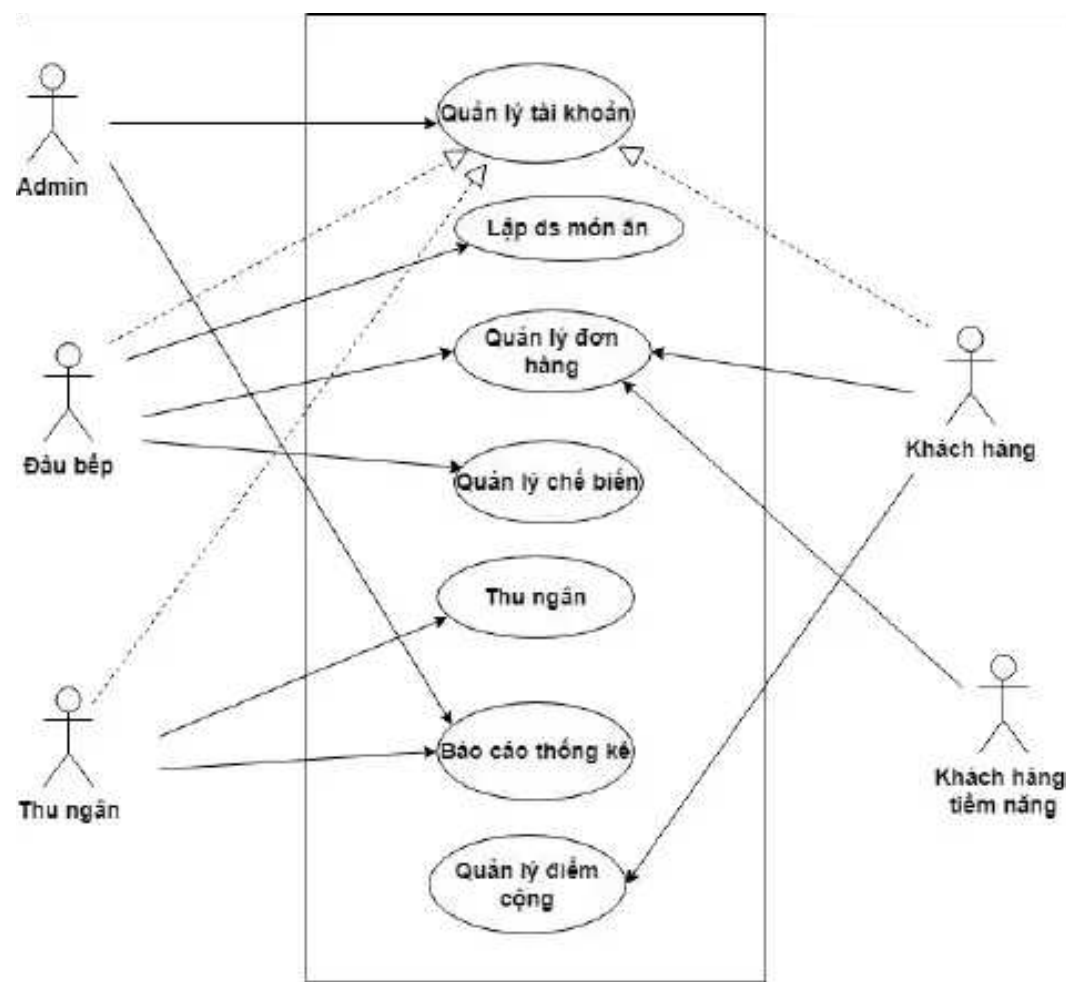 Quản lý tài khoản
Admin
Lập ds món ăn
Quản lý đơn
hàng
Đầu bếp
Khách hàng
Quản lý chế biến
Thu ngân
Báo cáo thống kê
Thu ngân
Khách hàng
tiềm năng
Quản lý điểm
cộng